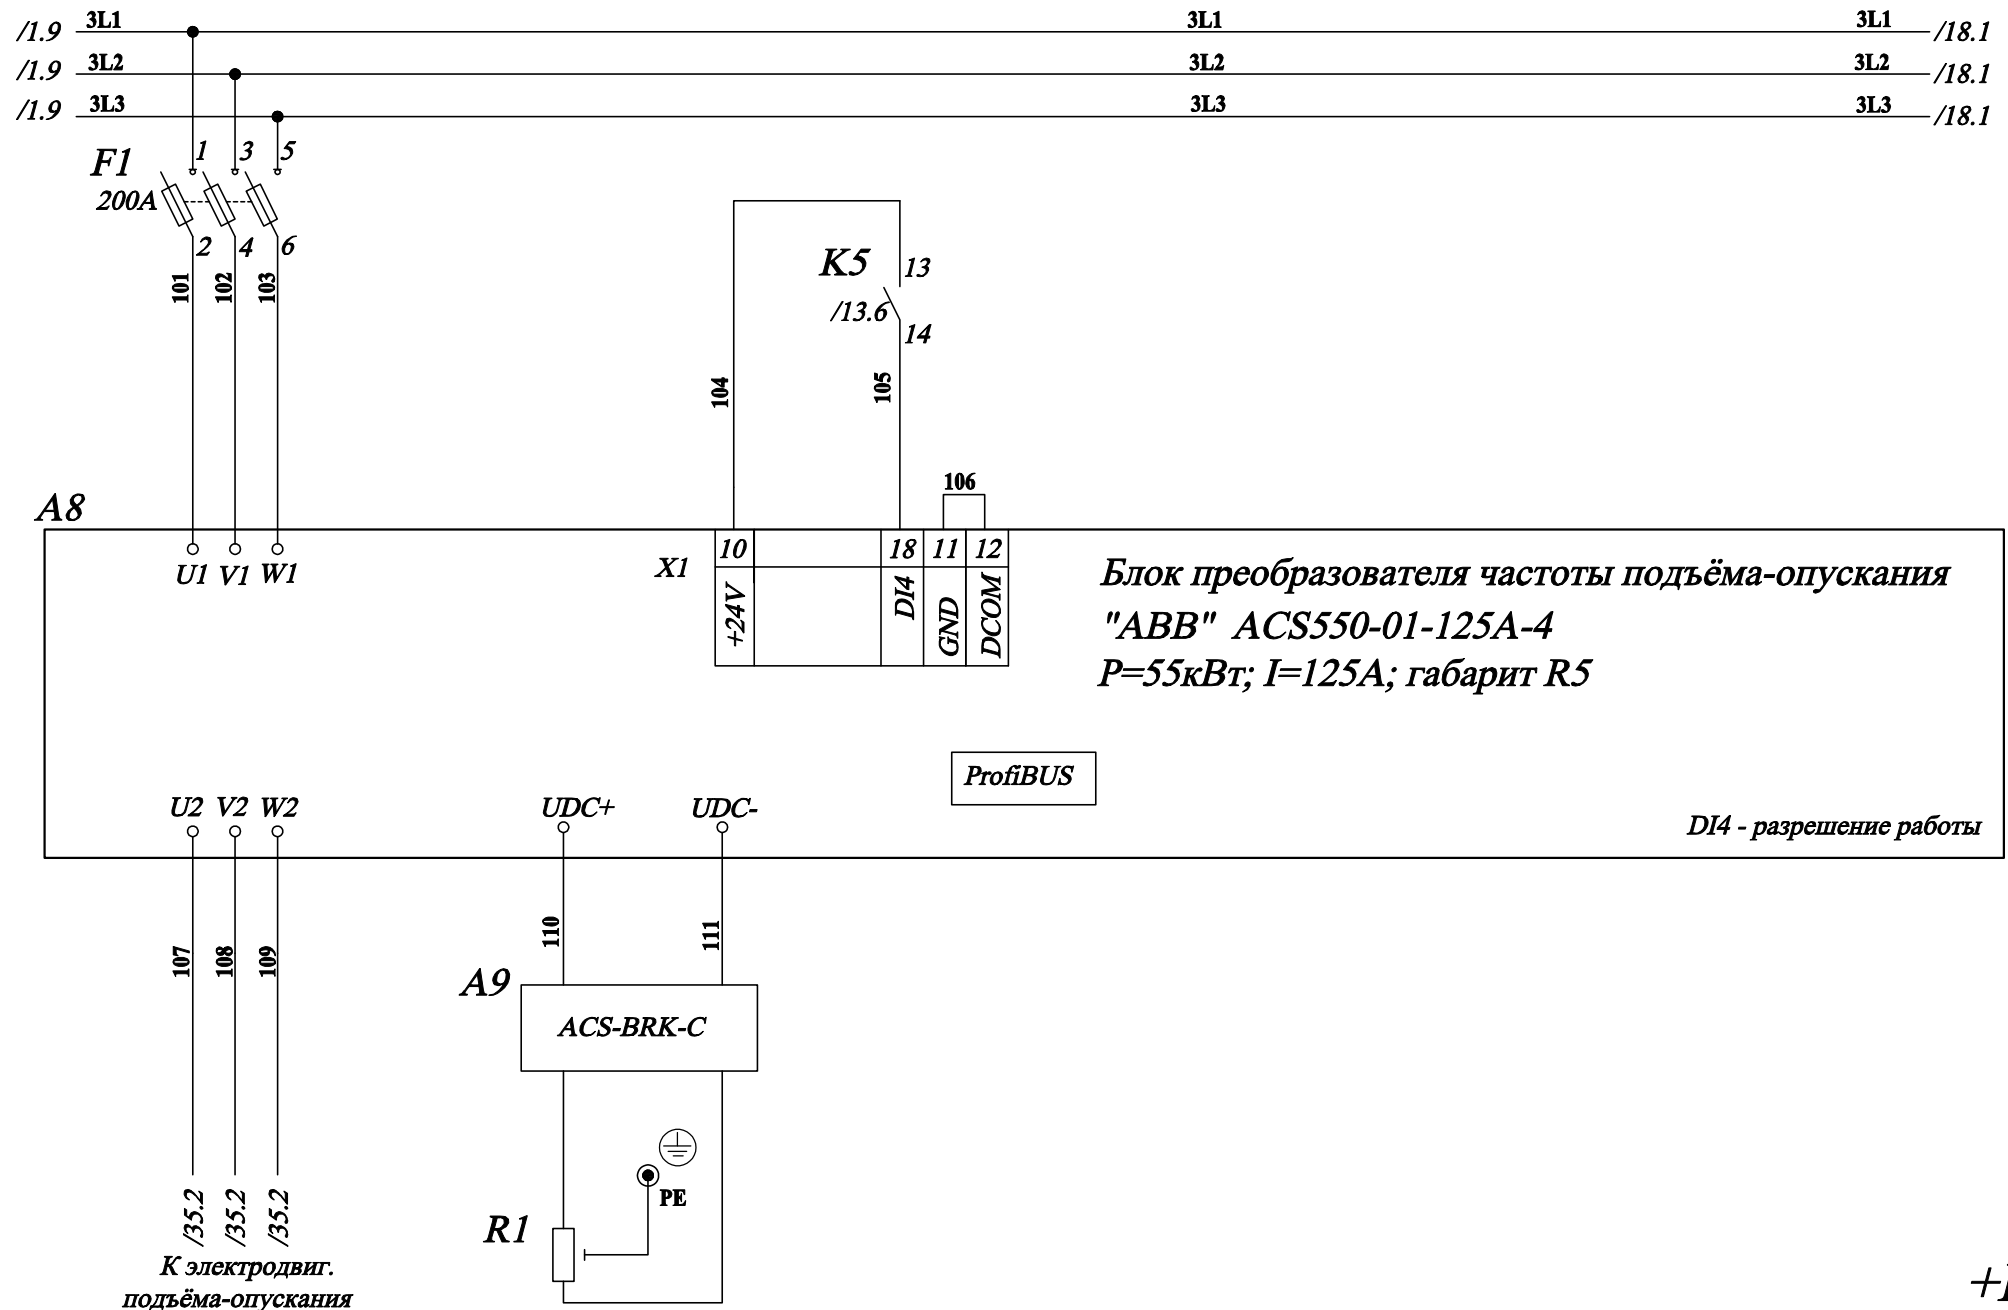 /1.9 3L1 3L1 3L1 /18.1
/1.9 3L2 3L2 3L2 /18.1
/1.9 3L3 3L3 3L3 /18.1
F1 1 3 5
200A
2 4 6
101 102 103
K5 13
/13.6
14
104 105
106
A8
U1 V1 W1
X1 10 18 11 12
+24V DI4 GND DCOM
Блок преобразователя частоты подъёма-опускания
"ABB" ACS550-01-125A-4
P=55кВт; I=125A; габарит R5
ProfiBUS
U2 V2 W2 UDC+ UDC-
DI4 - разрешение работы
107 108 109 110 111
A9
ACS-BRK-C
PE
R1
/35.2 /35.2 /35.2
К электродвиг.
подъёма-опускания